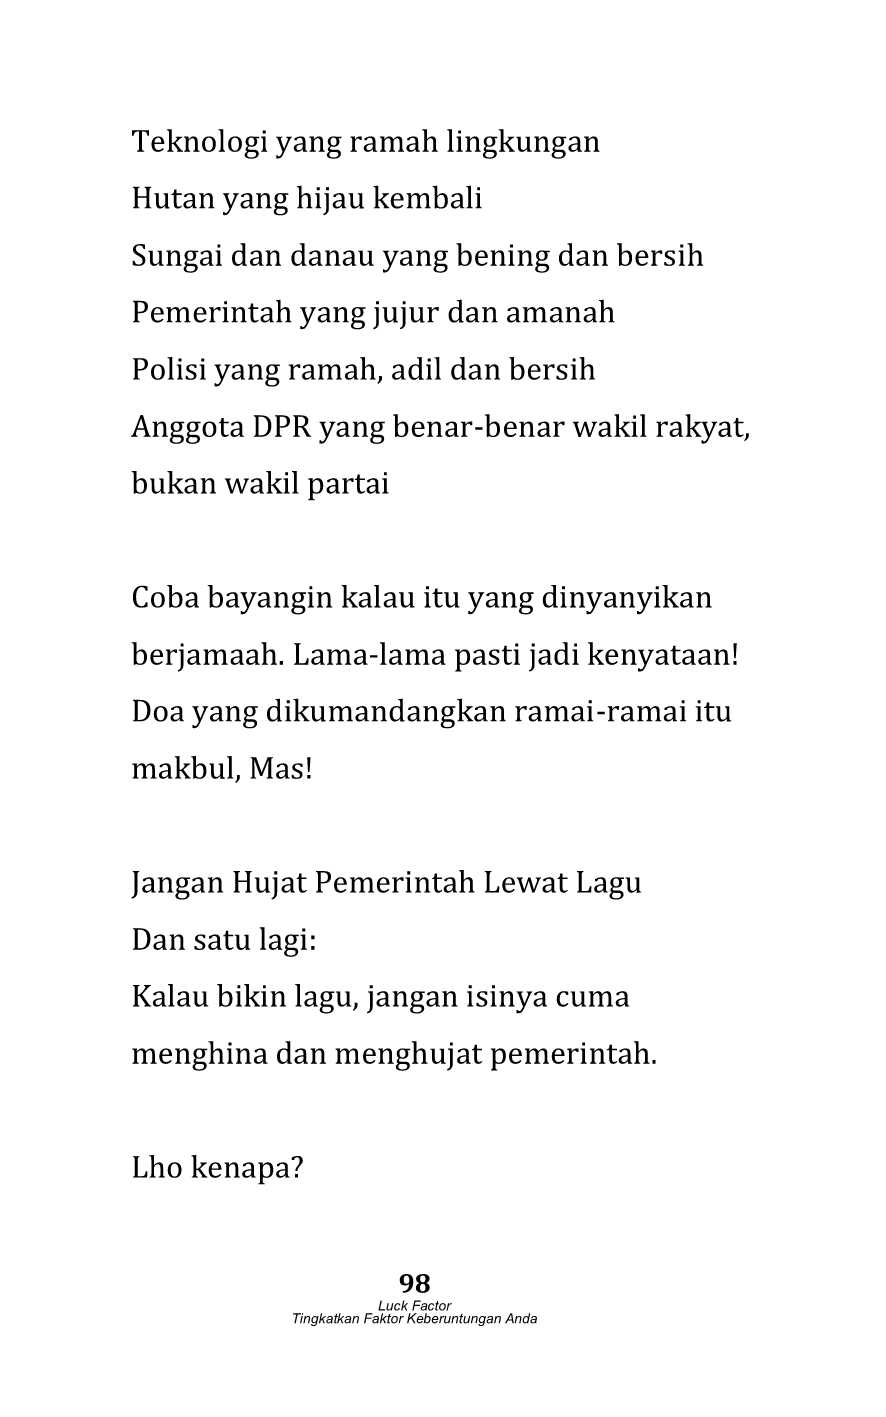 Teknologi yang ramah lingkungan
Hutan yang hijau kembali
Sungai dan danau yang bening dan bersih
Pemerintah yang jujur dan amanah
Polisi yang ramah, adil dan bersih
Anggota DPR yang benar-benar wakil rakyat,
bukan wakil partai
Coba bayangin kalau itu yang dinyanyikan
berjamaah. Lama-lama pasti jadi kenyataan!
Doa yang dikumandangkan ramai-ramai itu
makbul, Mas!
Jangan Hujat Pemerintah Lewat Lagu
Dan satu lagi:
Kalau bikin lagu, jangan isinya cuma
menghina dan menghujat pemerintah.
Lho kenapa?
98
Luck Factor
Tingkatkan Faktor Keberuntungan Anda